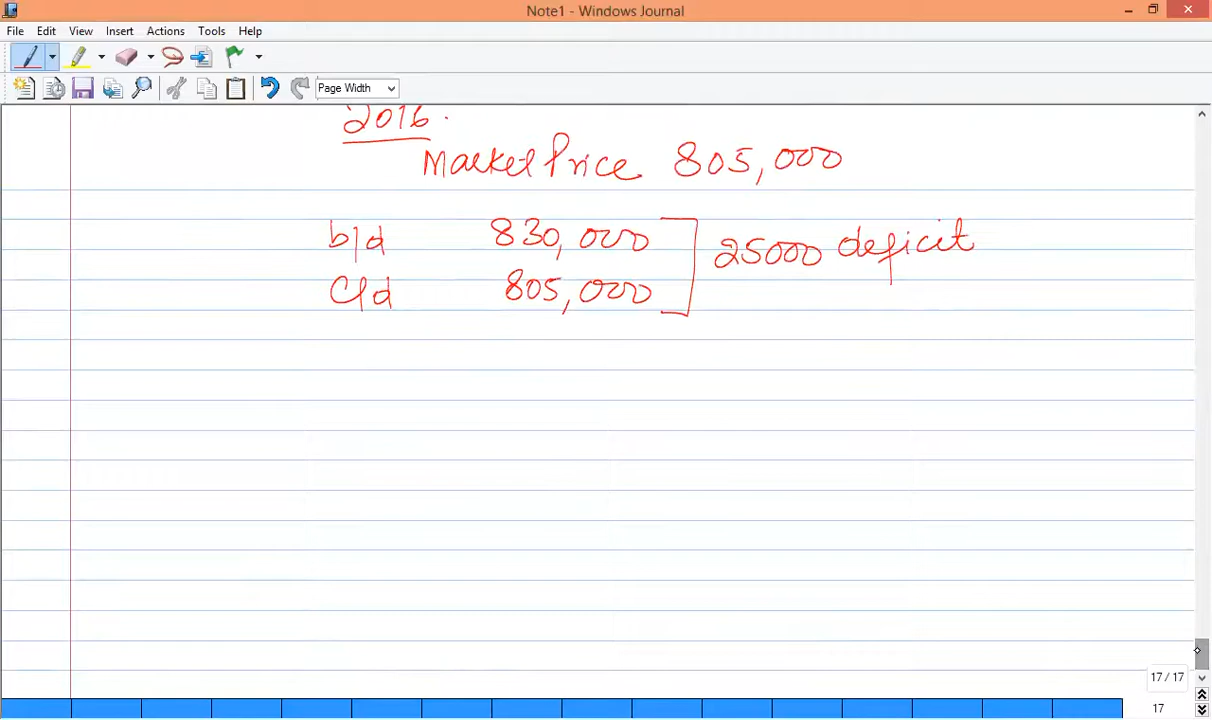 Note1 - Windows Journal
File Edit View Insert Actions Tools Help
Page Width
2016.
Market Price 805,000
b/d 830,000 25000 deficit
C/d 805,000
17 / 17
17